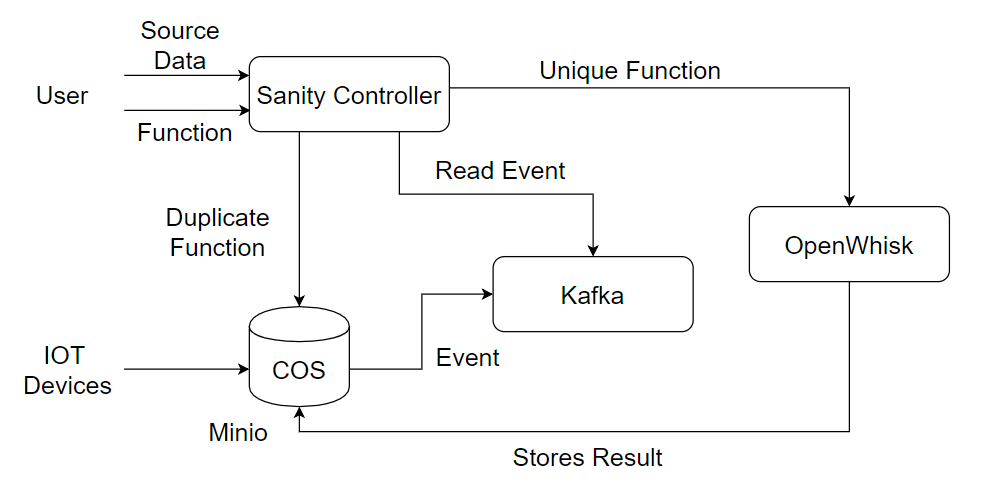 Source
Data
User
Sanity Controller
Function
Unique Function
Read Event
Duplicate
Function
OpenWhisk
Kafka
IOT
Devices
COS
Event
Minio
Stores Result